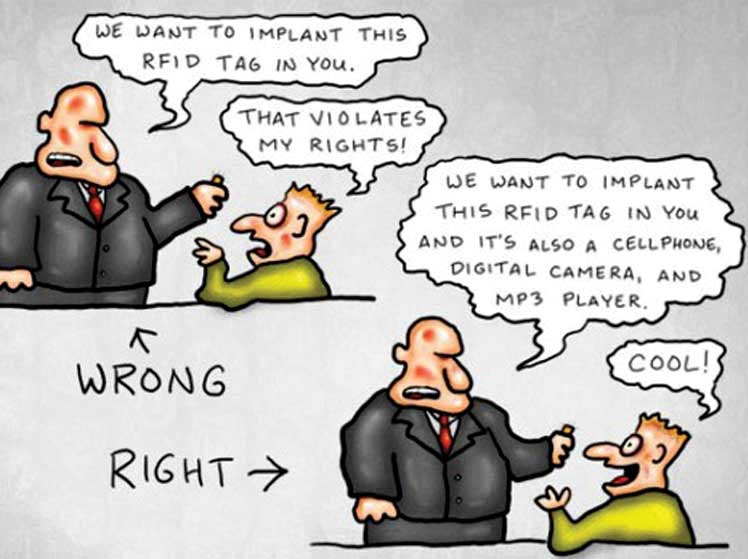 WE WANT TO IMPLANT THIS
RFID TAG IN YOU.
THAT VIOLATES
MY RIGHTS!
WRONG
WE WANT TO IMPLANT
THIS RFID TAG IN YOU
AND IT'S ALSO A CELLPHONE,
DIGITAL CAMERA, AND
MP3 PLAYER.
COOL!
RIGHT